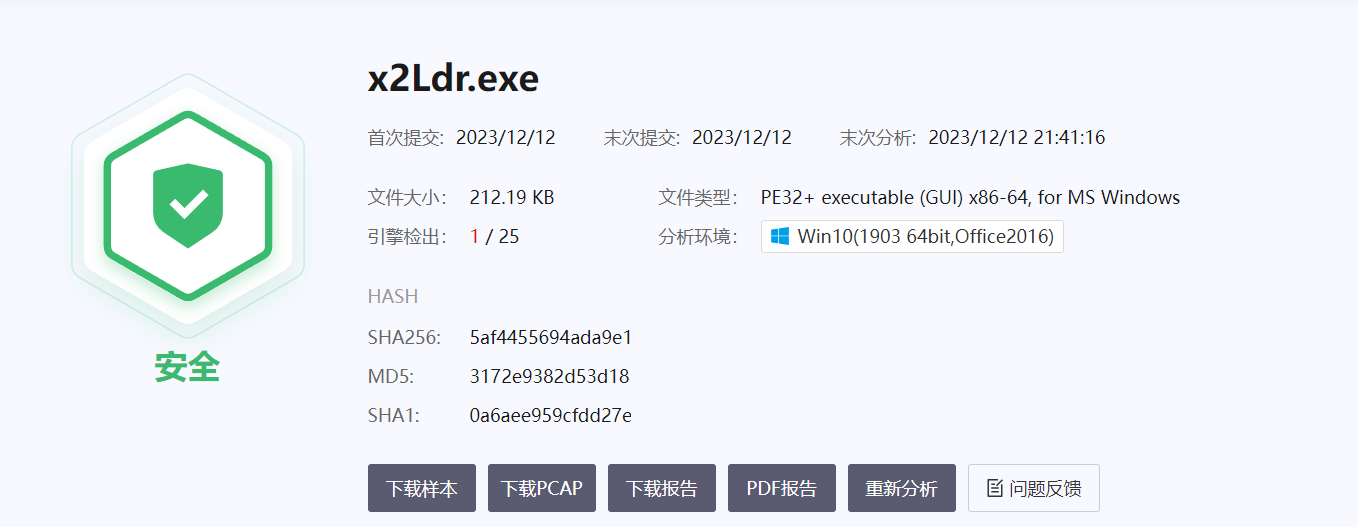 x2Ldr.exe
首次提交: 2023/12/12 末次提交: 2023/12/12 末次分析: 2023/12/12 21:41:16
文件大小: 212.19 KB 文件类型: PE32+ executable (GUI) x86-64, for MS Windows
引擎检出: 1 / 25 分析环境: Win10(1903 64bit,Office2016)
HASH
SHA256: 5af4455694ada9e1
安全
MD5: 3172e9382d53d18
SHA1: 0a6aee959cfdd27e
下载样本 下载PCAP 下载报告 PDF报告 重新分析 问题反馈